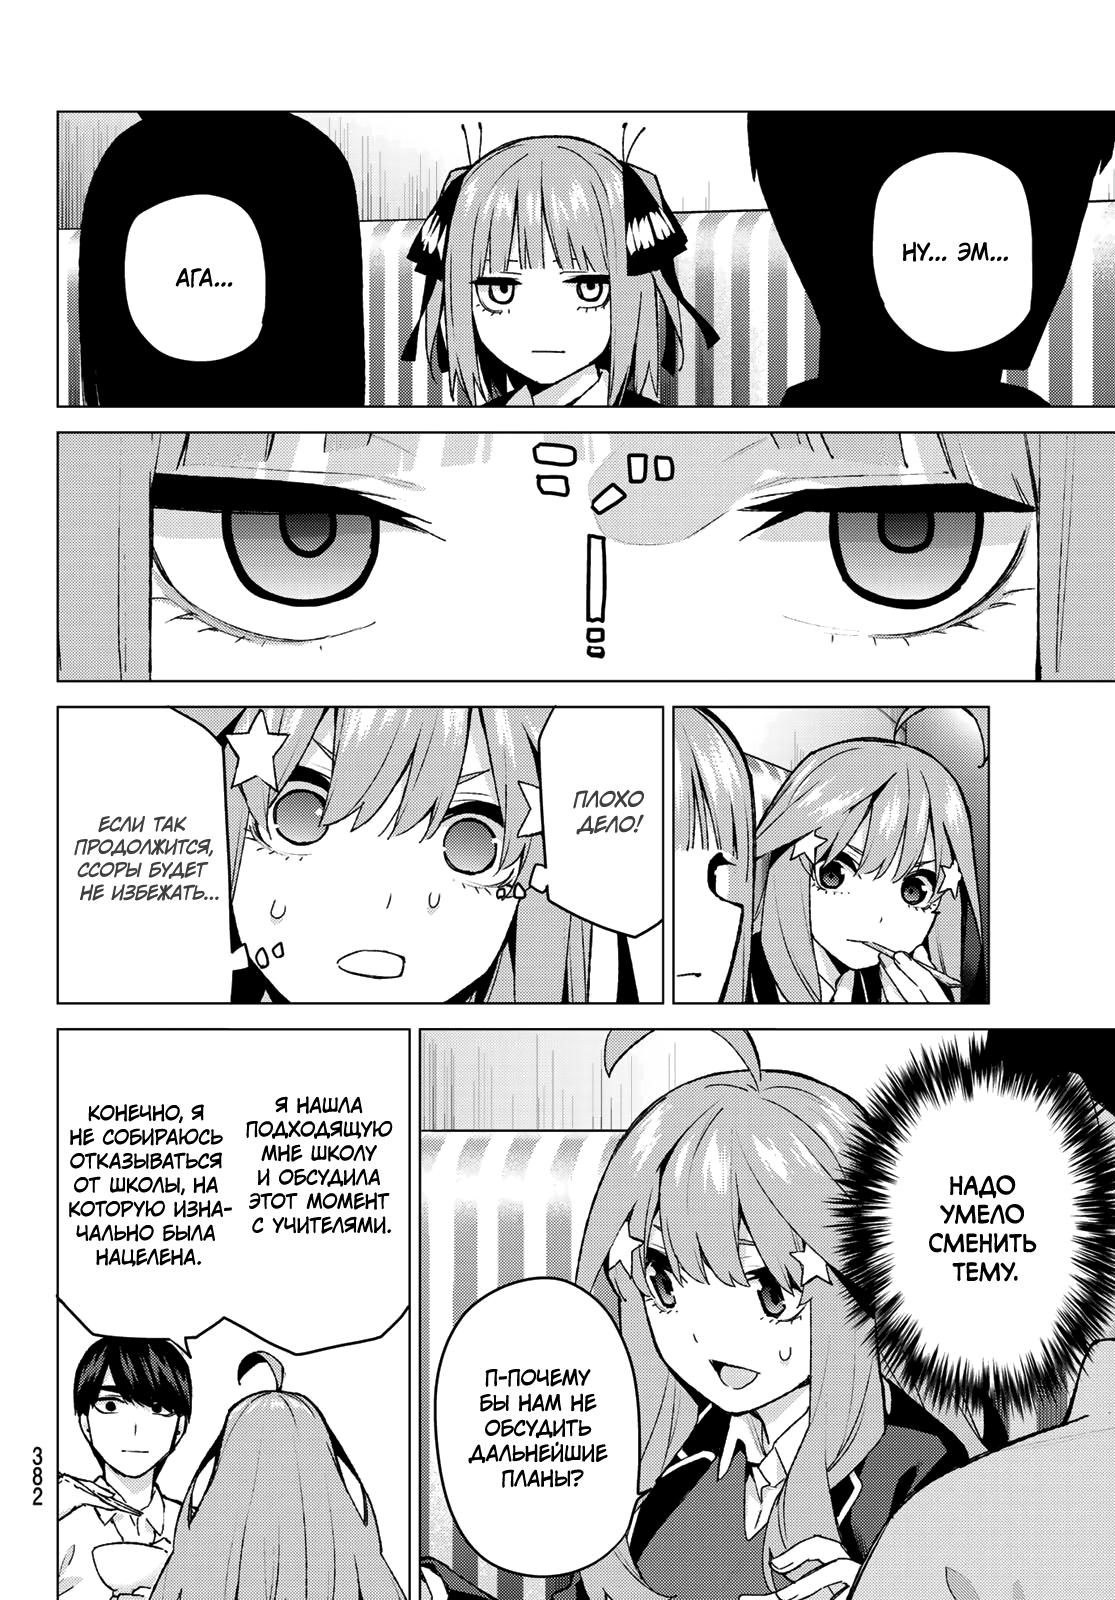 НУ... ЭМ...
АГА...
ПЛОХО
ДЕЛО!
ЕСЛИ ТАК
ПРОДОЛЖИТСЯ,
ССОРЫ БУДЕТ
НЕ ИЗБЕЖАТЬ...
НАДО
УМЕЛО
СМЕНИТЬ
ТЕМУ.
П-ПОЧЕМУ
БЫ НАМ НЕ
ОБСУДИТЬ
ДАЛЬНЕЙШИЕ
ПЛАНЫ?
Я НАШЛА
ПОДХОДЯЩУЮ
МНЕ ШКОЛУ
И ОБСУДИЛА
ЭТОТ МОМЕНТ
С УЧИТЕЛЯМИ.
КОНЕЧНО, Я
НЕ СОБИРАЮСЬ
ОТКАЗЫВАТЬСЯ
ОТ ШКОЛЫ, НА
КОТОРУЮ ИЗНА-
ЧАЛЬНО БЫЛА
НАЦЕЛЕНА.
382